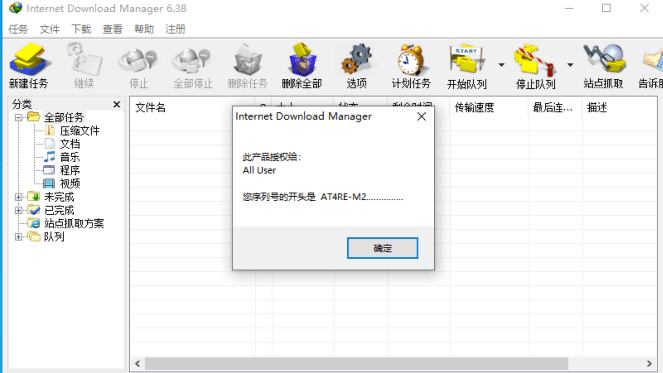 Internet Download Manager 6.38
任务 文件 下载 查看 帮助 注册
新建任务 继续 停止 全部停止 删除任务 删除全部 选项 计划任务 开始队列 停止队列 站点抓取 告诉朋
START
分类
文件名 传输速度 最后连... 描述
全部任务
压缩文件
文档
音乐
程序
视频
未完成
已完成
站点抓取方案
队列
Internet Download Manager
此产品授权给:
All User
您序列号的开头是 AT4RE-M2...............
确定